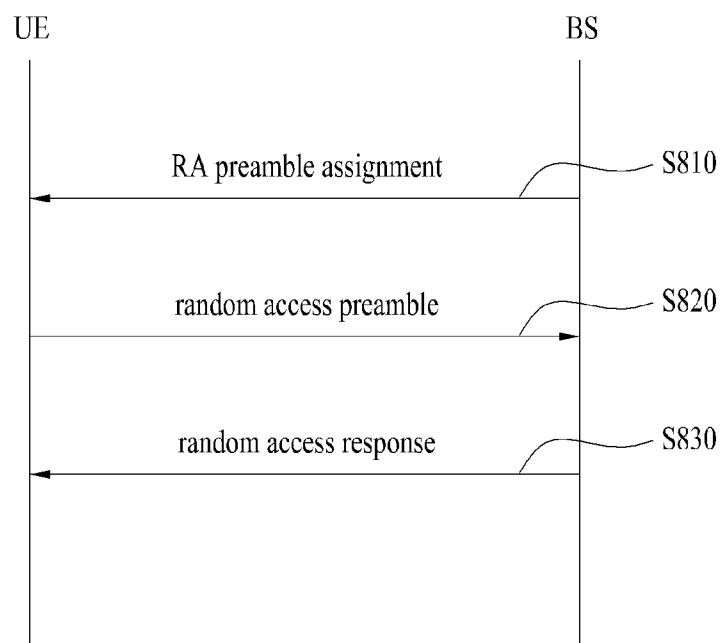 UE
BS
RA preamble assignment
S810
random access preamble
S820
random access response
S830